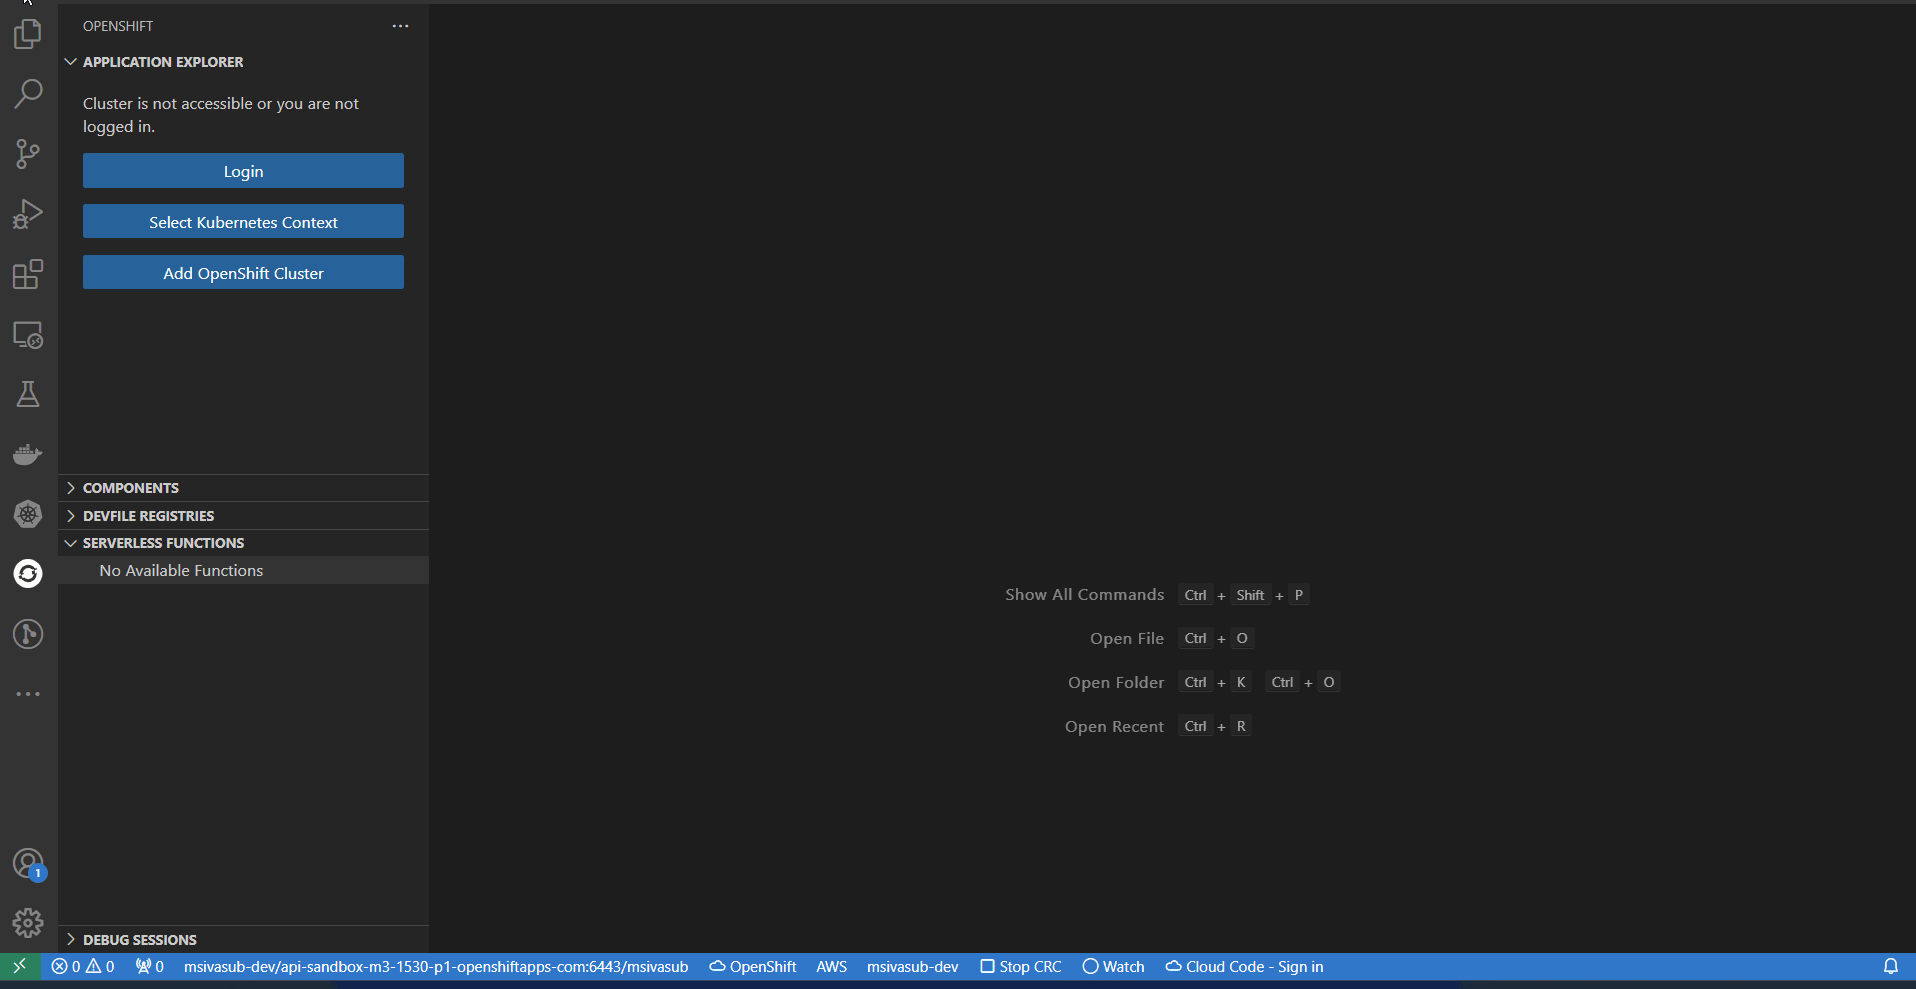 OPENSHIFT
APPLICATION EXPLORER
Cluster is not accessible or you are not
logged in.
Login
Select Kubernetes Context
Add OpenShift Cluster
COMPONENTS
DEVFILE REGISTRIES
SERVERLESS FUNCTIONS
No Available Functions
DEBUG SESSIONS
Show All Commands Ctrl + Shift + P
Open File Ctrl + O
Open Folder Ctrl + K Ctrl + O
Open Recent Ctrl + R
1
0 0 0 msivasub-dev/api-sandbox-m3-1530-p1-openshiftapps-com:6443/msivasub OpenShift AWS msivasub-dev Stop CRC Watch Cloud Code - Sign in